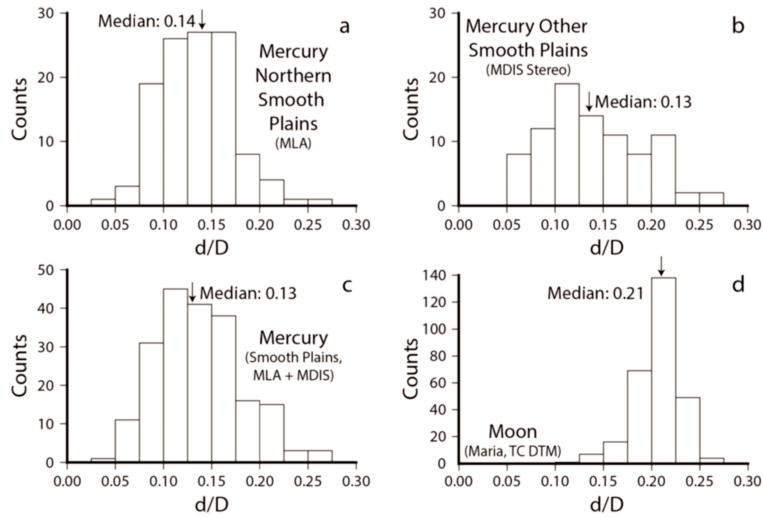 a
Median: 0.14
Mercury
Northern
Smooth
Plains
(MLA)
Counts
30
20
10
0
0.00 0.05 0.10 0.15 0.20 0.25 0.30
d/D
b
Mercury Other
Smooth Plains
(MDIS Stereo)
Median: 0.13
Counts
30
20
10
0
0.00 0.05 0.10 0.15 0.20 0.25 0.30
d/D
c
Median: 0.13
Mercury
(Smooth Plains,
MLA + MDIS)
Counts
50
40
30
20
10
0
0.00 0.05 0.10 0.15 0.20 0.25 0.30
d/D
d
Median: 0.21
Moon
(Maria, TC DTM)
Counts
140
120
100
80
60
40
20
0
0.00 0.05 0.10 0.15 0.20 0.25 0.30
d/D